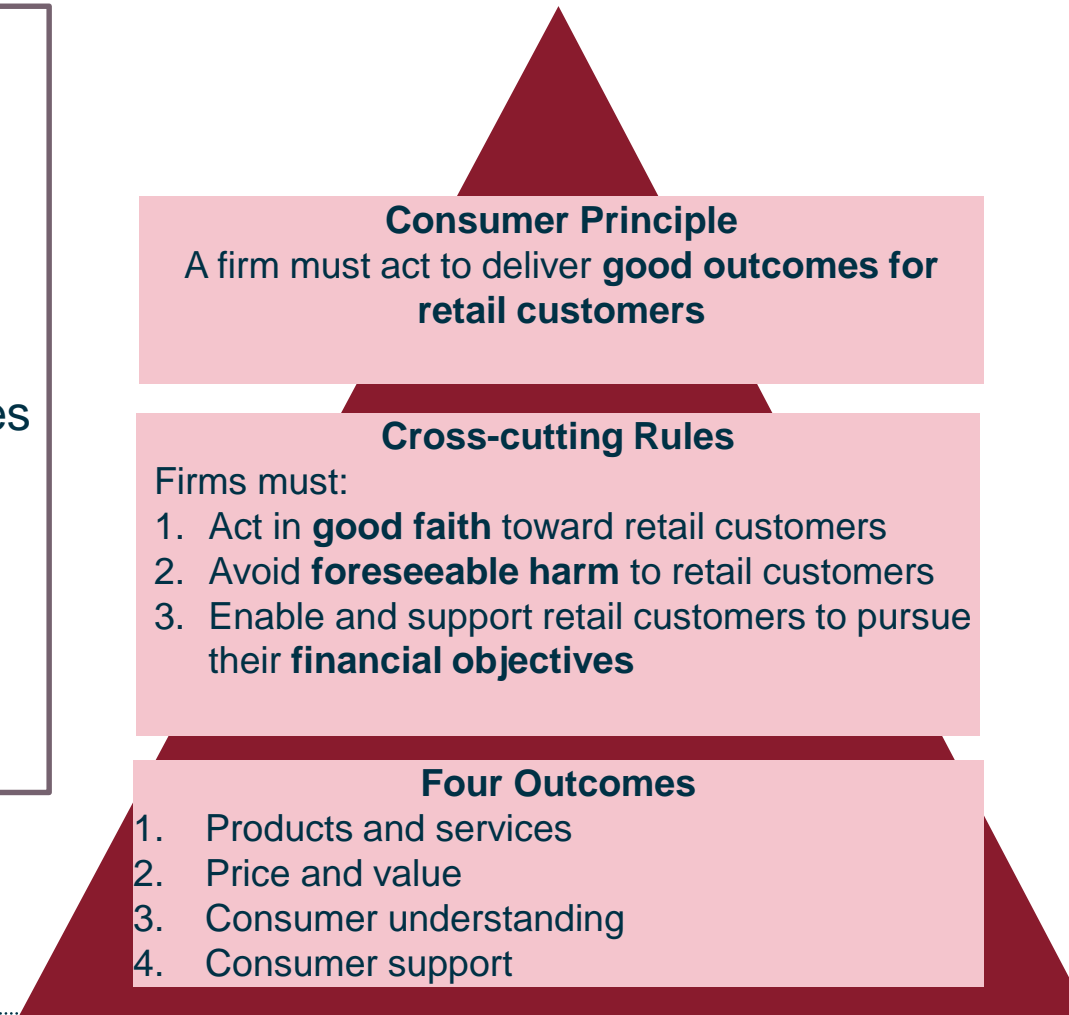 es
Consumer Principle
A firm must act to deliver good outcomes for
retail customers
Cross-cutting Rules
Firms must:
1. Act in good faith toward retail customers
2. Avoid foreseeable harm to retail customers
3. Enable and support retail customers to pursue
their financial objectives
Four Outcomes
1. Products and services
2. Price and value
3. Consumer understanding
4. Consumer support